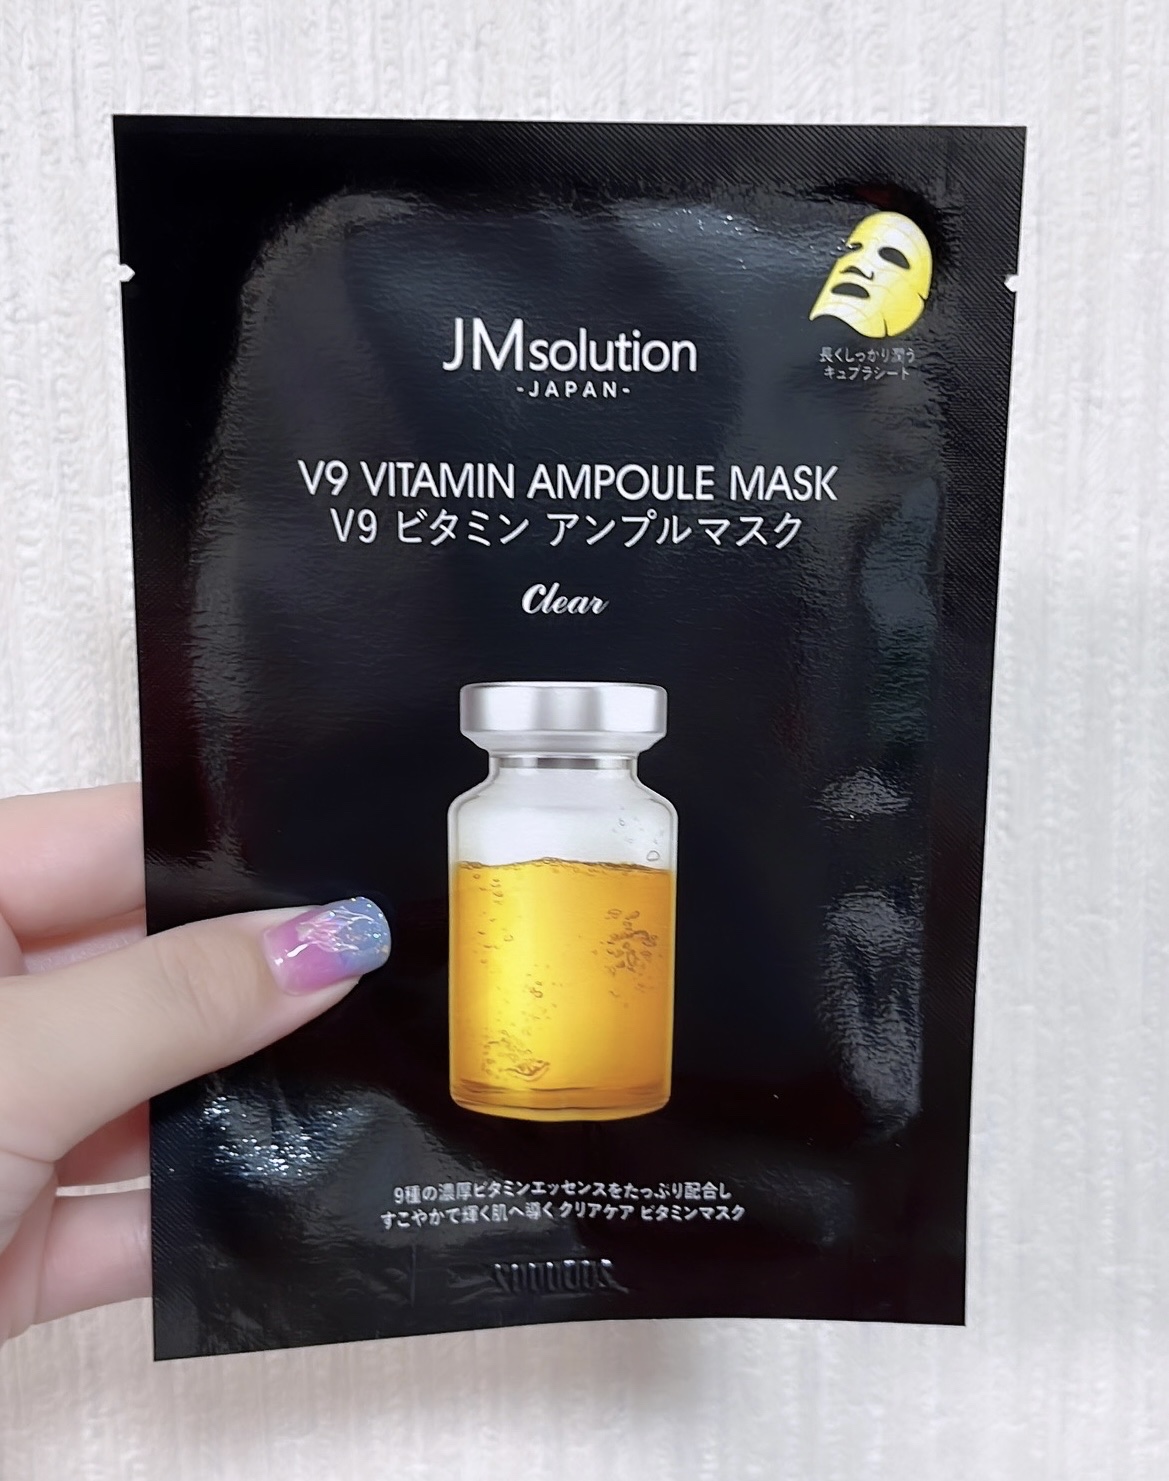 JMsolution
-JAPAN-
長くしっかり潤う
キュプラシート
V9 VITAMIN AMPOULE MASK
V9 ビタミン アンプルマスク
Clear
9種の濃厚ビタミンエッセンスをたっぷり配合し
すこやかで輝く肌へ導くクリアケア ビタミンマスク